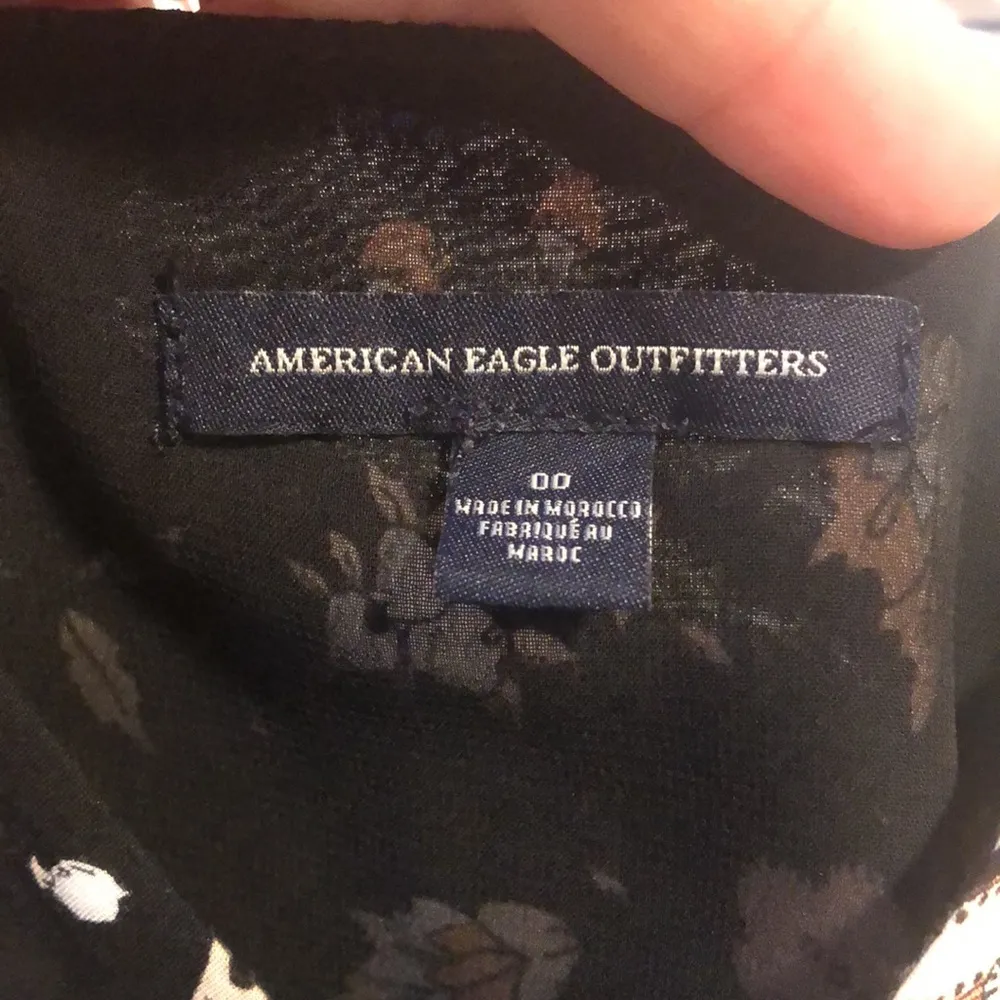 AMERICAN EAGLE OUTFITTERS
00
MADE IN MOROCCO
FABRIQUÉ AU
MAROC